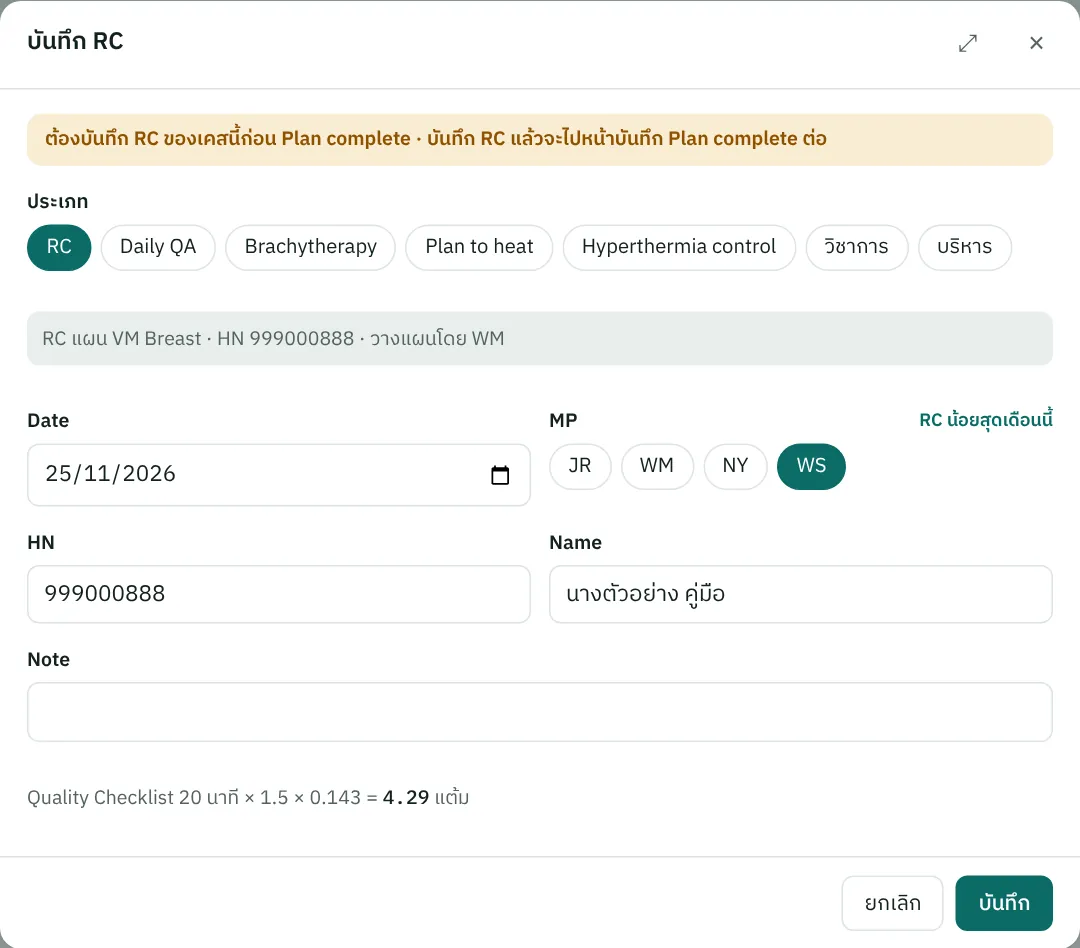 บันทึก RC
ต้องบันทึก RC ของเคสนี้ก่อน Plan complete · บันทึก RC แล้วจะไปหน้าบันทึก Plan complete ต่อ
ประเภท
RC Daily QA Brachytherapy Plan to heat Hyperthermia control วิชาการ บริหาร
RC แผน VM Breast · HN 999000888 · วางแผนโดย WM
Date
25/11/2026
MP RC น้อยสุดเดือนนี้
JR WM NY WS
HN
999000888
Name
นางตัวอย่าง คู่มือ
Note
Quality Checklist 20 นาที × 1.5 × 0.143 = 4.29 แต้ม
ยกเลิก บันทึก